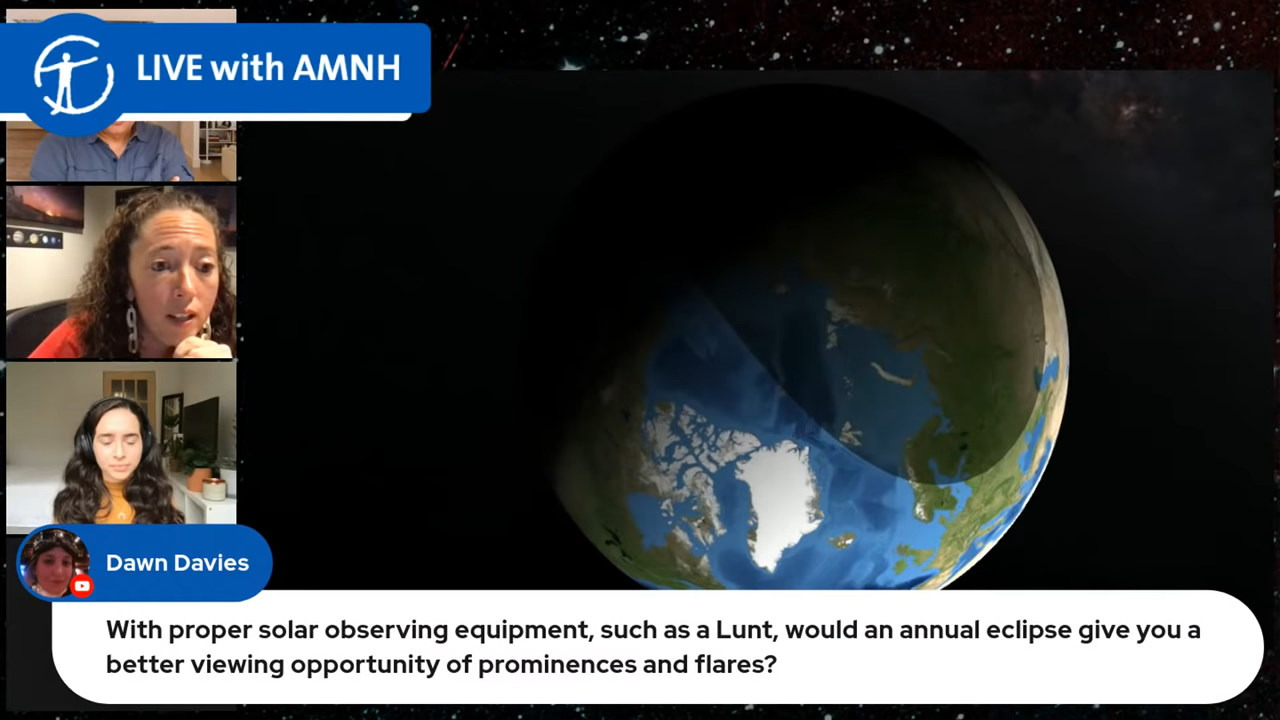 LIVE with AMNH
Dawn Davies
With proper solar observing equipment, such as a Lunt, would an annual eclipse give you a
better viewing opportunity of prominences and flares?